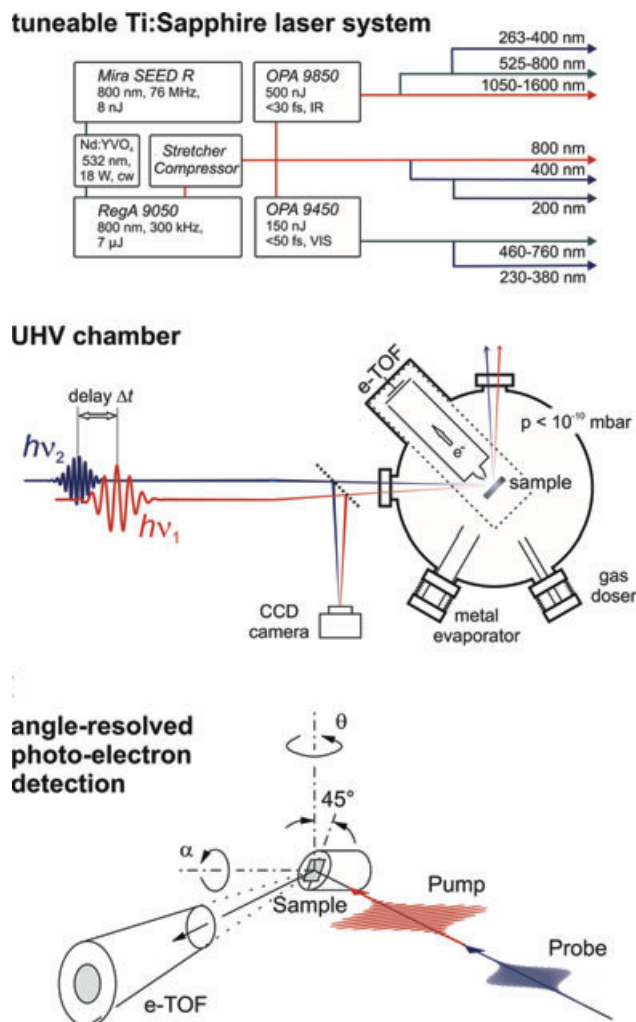 tuneable Ti:Sapphire laser system
Mira SEED R
800 nm, 76 MHz,
8 nJ
OPA 9850
500 nJ
<30 fs, IR
263-400 nm
525-800 nm
1050-1600 nm
Nd:YVO₄
532 nm,
18 W, cw
Stretcher
Compressor
800 nm
400 nm
200 nm
RegA 9050
800 nm, 300 kHz,
7 µJ
OPA 9450
150 nJ
<50 fs, VIS
460-760 nm
230-380 nm
UHV chamber
delay Δt
hν₂
hν₁
e-TOF
e⁻
p < 10⁻¹⁰ mbar
sample
CCD
camera
metal
evaporator
gas
doser
angle-resolved
photo-electron
detection
θ
45°
α
Sample
Pump
Probe
e-TOF